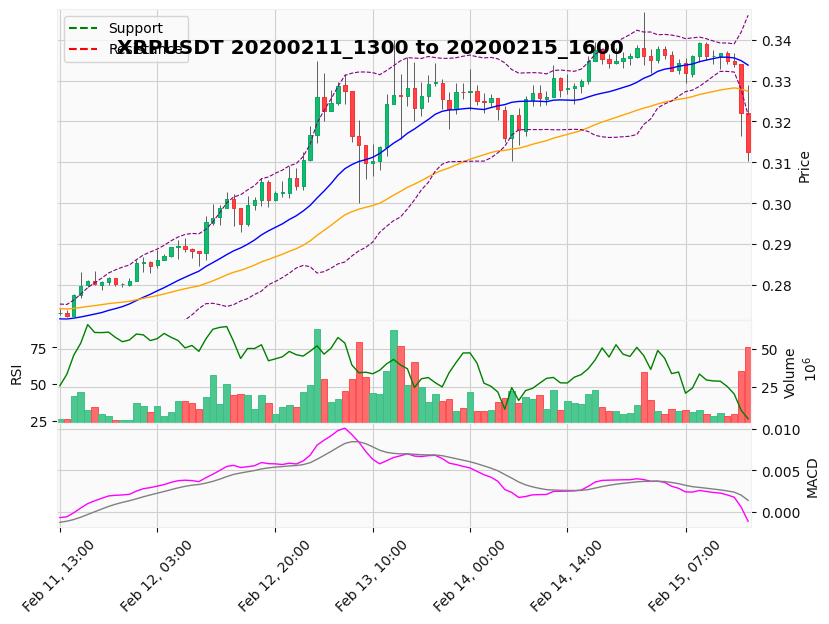 Support
Resistance
XRPUSDT 20200211_1300 to 20200215_1600
0.34
0.33
0.32
0.31
0.30
0.29
0.28
Price
75
50
25
RSI
50
25
Volume
10^6
0.010
0.005
0.000
MACD
Feb 11, 13:00
Feb 12, 03:00
Feb 12, 20:00
Feb 13, 10:00
Feb 14, 00:00
Feb 14, 14:00
Feb 15, 07:00